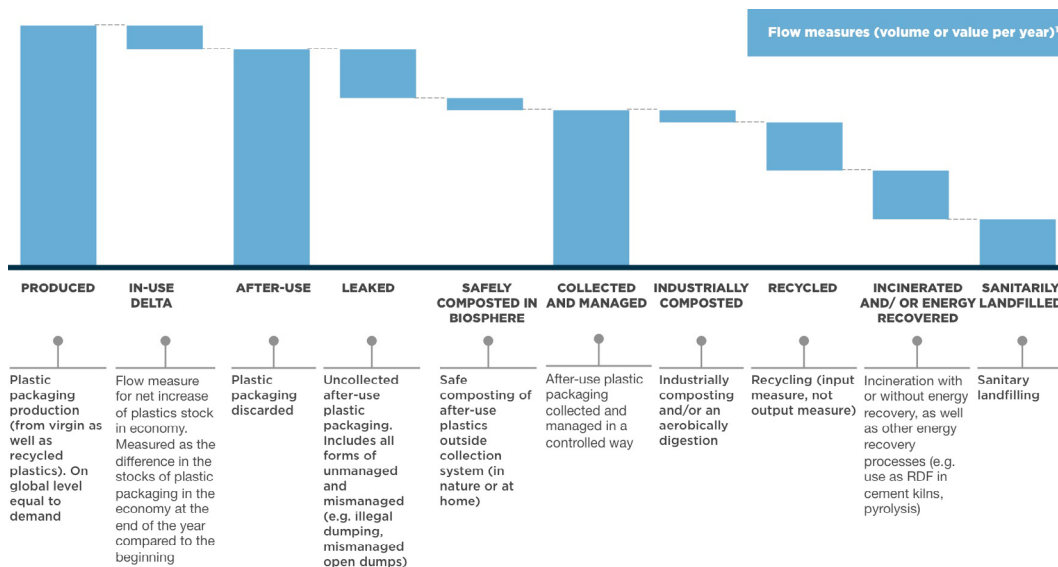 Flow measures (volume or value per year)
PRODUCED
IN-USE
DELTA
AFTER-USE
LEAKED
SAFELY
COMPOSTED IN
BIOSPHERE
COLLECTED
AND MANAGED
INDUSTRIALLY
COMPOSTED
RECYCLED
INCINERATED
AND/ OR ENERGY
RECOVERED
SANITARILY
LANDFILLED
Plastic
packaging
production
(from virgin as
well as
recycled
plastics). On
global level
equal to
demand
Flow measure
for net increase
of plastics stock
in economy.
Measured as the
difference in the
stocks of plastic
packaging in the
economy at the
end of the year
compared to the
beginning
Plastic
packaging
discarded
Uncollected
after-use
plastic
packaging.
Includes all
forms of
unmanaged
and
mismanaged
(e.g. illegal
dumping,
mismanaged
open dumps)
Safe
composting of
after-use
plastics
outside
collection
system (in
nature or at
home)
After-use plastic
packaging
collected and
managed in a
controlled way
Industrially
composting
and/or an
aerobically
digestion
Recycling (input
measure, not
output measure)
Incineration with
or without energy
recovery, as well
as other energy
recovery
processes (e.g.
use as RDF in
cement kilns,
pyrolysis)
Sanitary
landfilling